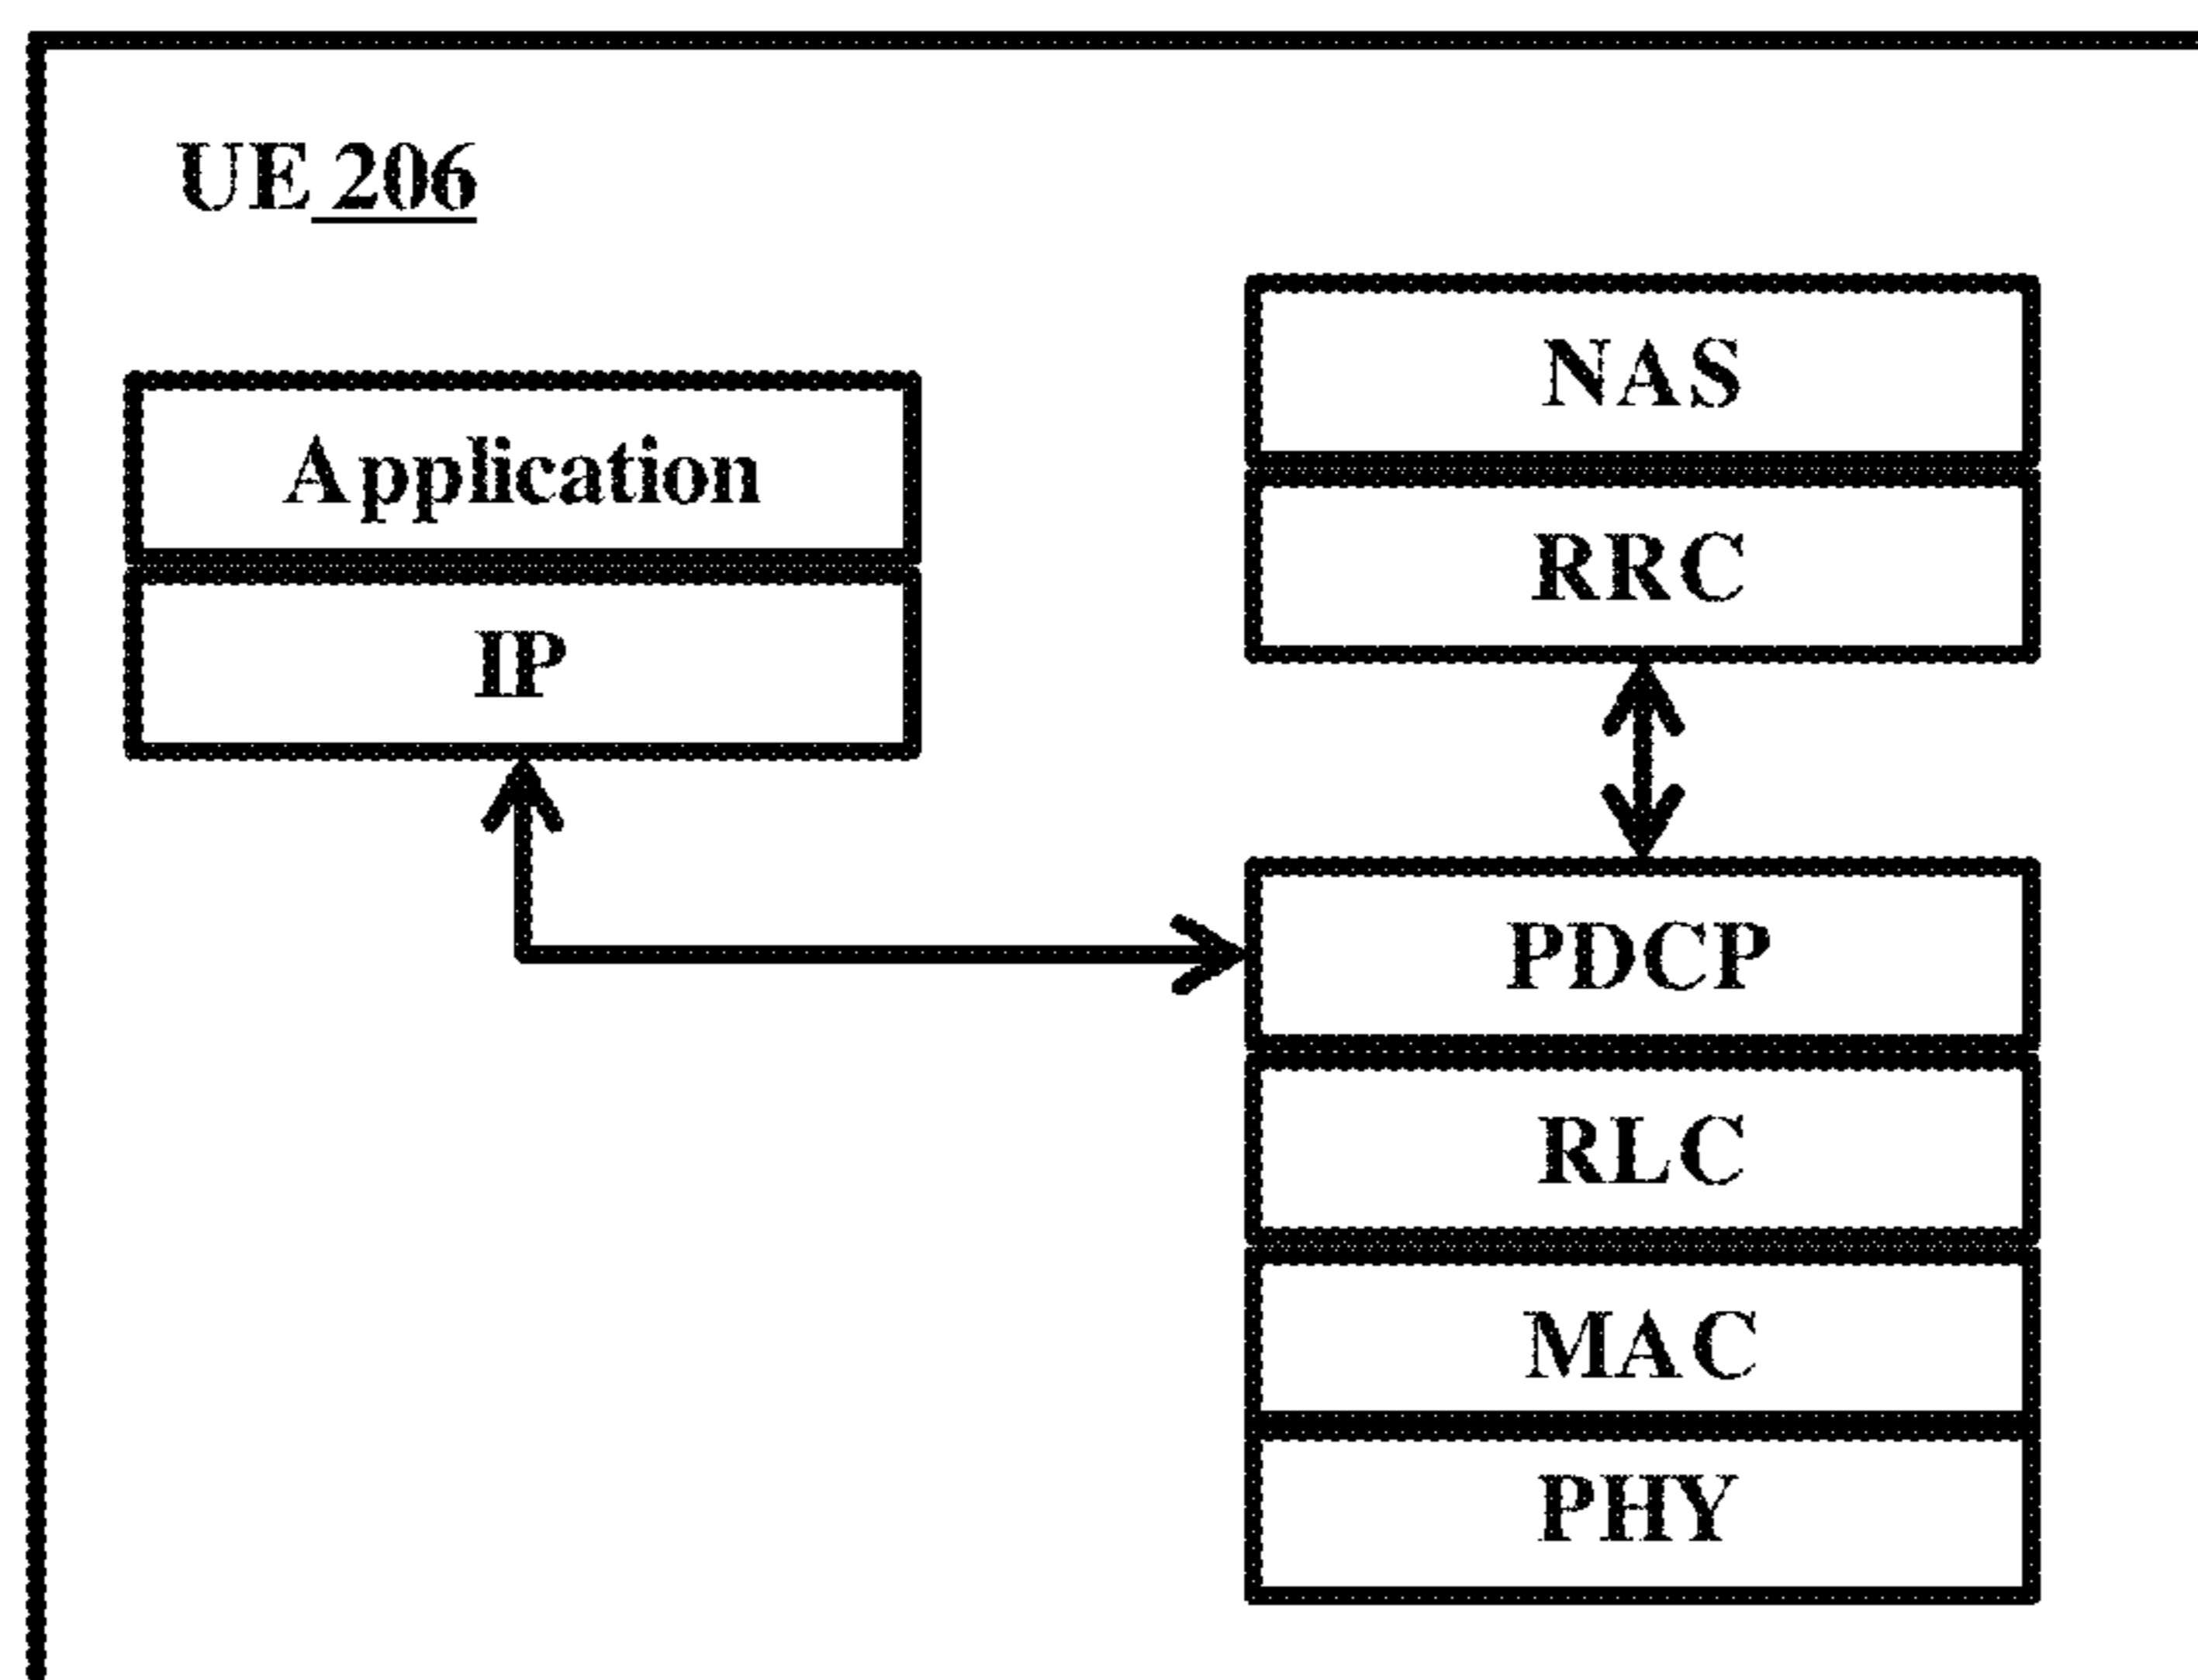 UE 206
Application
IP
NAS
RRC
PDCP
RLC
MAC
PHY